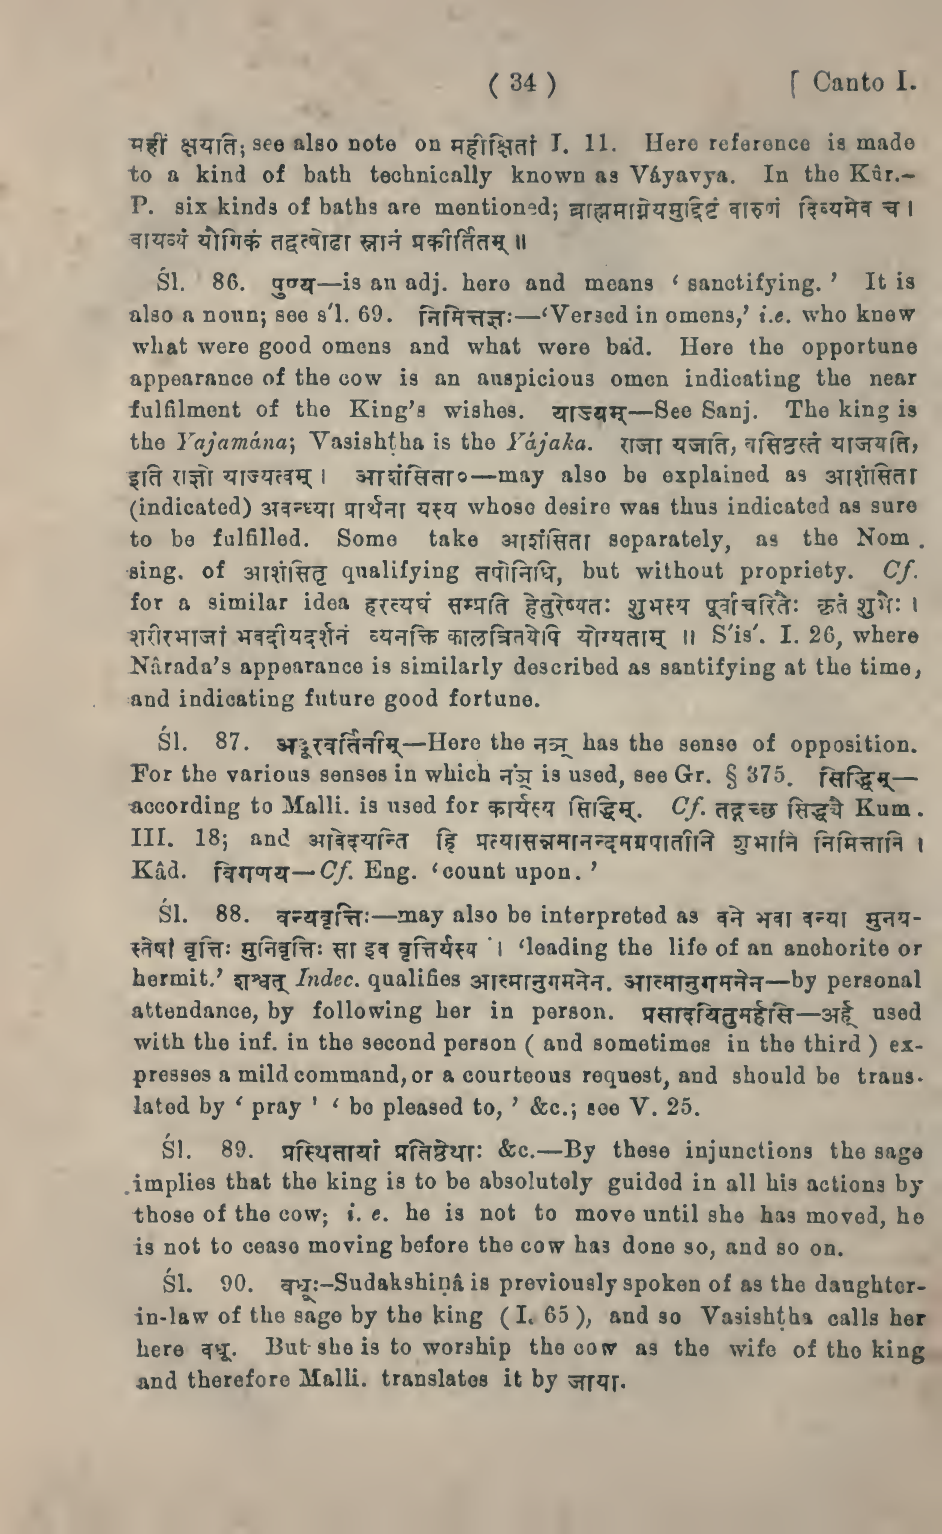 ( 34 ) [ Canto I.
महीं क्षयति; see also note on महीक्षितां I. 11. Here reference is made
to a kind of bath technically known as Váyavya. In the Kâr.–
P. six kinds of baths are mentioned; ब्राह्ममाग्नेयमुद्दिष्टं वारुणं दिव्यमेव च ।
वायव्यं यौगिकं तद्वत्षोढा स्नानं प्रकीर्तितम् ॥
Śl. 86. पुण्य—is an adj. here and means ‘ sanctifying. ’ It is
also a noun; see s'l. 69. निमित्तज्ञः—‘Versed in omens,’ i.e. who knew
what were good omens and what were bad. Here the opportune
appearance of the cow is an auspicious omen indicating the near
fulfilment of the King's wishes. याज्यम्—See Sanj. The king is
the Yajamána; Vasishṭha is the Yájaka. राजा यजति, वसिष्ठस्तं याजयति,
इति राज्ञो याज्यत्वम् । आशंसिता०—may also be explained as आशंसिता
(indicated) अवन्ध्या प्रार्थना यस्य whose desire was thus indicated as sure
to be fulfilled. Some take आशंसिता separately, as the Nom.
sing. of आशंसितृ qualifying तपोनिधि, but without propriety. Cf.
for a similar idea हरत्यघं सम्प्रति हेतुरेष्यतः शुभस्य पूर्वाचरितैः कृतं शुभैः ।
शरीरभाजां भवदीयदर्शनं व्यनक्ति कालत्रितयेपि योग्यताम् ॥ S'is'. I. 26, where
Nârada's appearance is similarly described as santifying at the time,
and indicating future good fortune.
Śl. 87. अदूरवर्तिनीम्—Here the नञ् has the sense of opposition.
For the various senses in which नञ् is used, see Gr. § 375. सिद्धिम्—
according to Malli. is used for कार्यस्य सिद्धिम्. Cf. तद्गच्छ सिद्ध्यै Kum.
III. 18; and आवेदयन्ति हि प्रत्यासन्नमानन्दमग्रपातीनि शुभानि निमित्तानि ।
Kâd. विगणय—Cf. Eng. ‘count upon. ’
Śl. 88. वन्यवृत्तिः—may also be interpreted as वने भवा वन्या मुनय-
स्तेषां वृत्तिः मुनिवृत्तिः सा इव वृत्तिर्यस्य । ‘leading the life of an anchorite or
hermit.’ शश्वत् Indec. qualifies आत्मानुगमनेन. आत्मानुगमनेन—by personal
attendance, by following her in person. प्रसादयितुमर्हसि—अर्ह् used
with the inf. in the second person ( and sometimes in the third ) ex-
presses a mild command, or a courteous request, and should be trans-
lated by ‘ pray ’ ‘ be pleased to, ’ &c.; see V. 25.
Śl. 89. प्रस्थितायां प्रतिष्ठेथाः &c.—By these injunctions the sage
implies that the king is to be absolutely guided in all his actions by
those of the cow; i. e. he is not to move until she has moved, he
is not to cease moving before the cow has done so, and so on.
Śl. 90. वधूः–Sudakshiṇâ is previously spoken of as the daughter-
in-law of the sage by the king ( I. 65 ), and so Vasishṭha calls her
here वधू. But she is to worship the cow as the wife of the king
and therefore Malli. translates it by जाया.